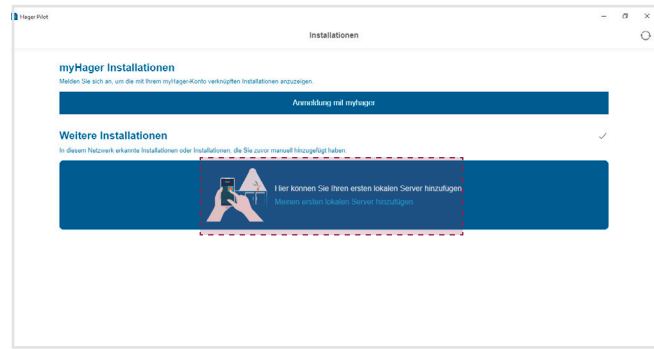 Hager Pilot
Installationen
myHager Installationen
Melden Sie sich an, um die mit Ihrem myHager-Konto verknüpften Installationen anzuzeigen.
Anmeldung mit myhager
Weitere Installationen
In diesem Netzwerk erkannte Installationen oder Installationen, die Sie zuvor manuell hinzugefügt haben.
Hier können Sie Ihren ersten lokalen Server hinzufügen
Meinen ersten lokalen Server hinzufügen